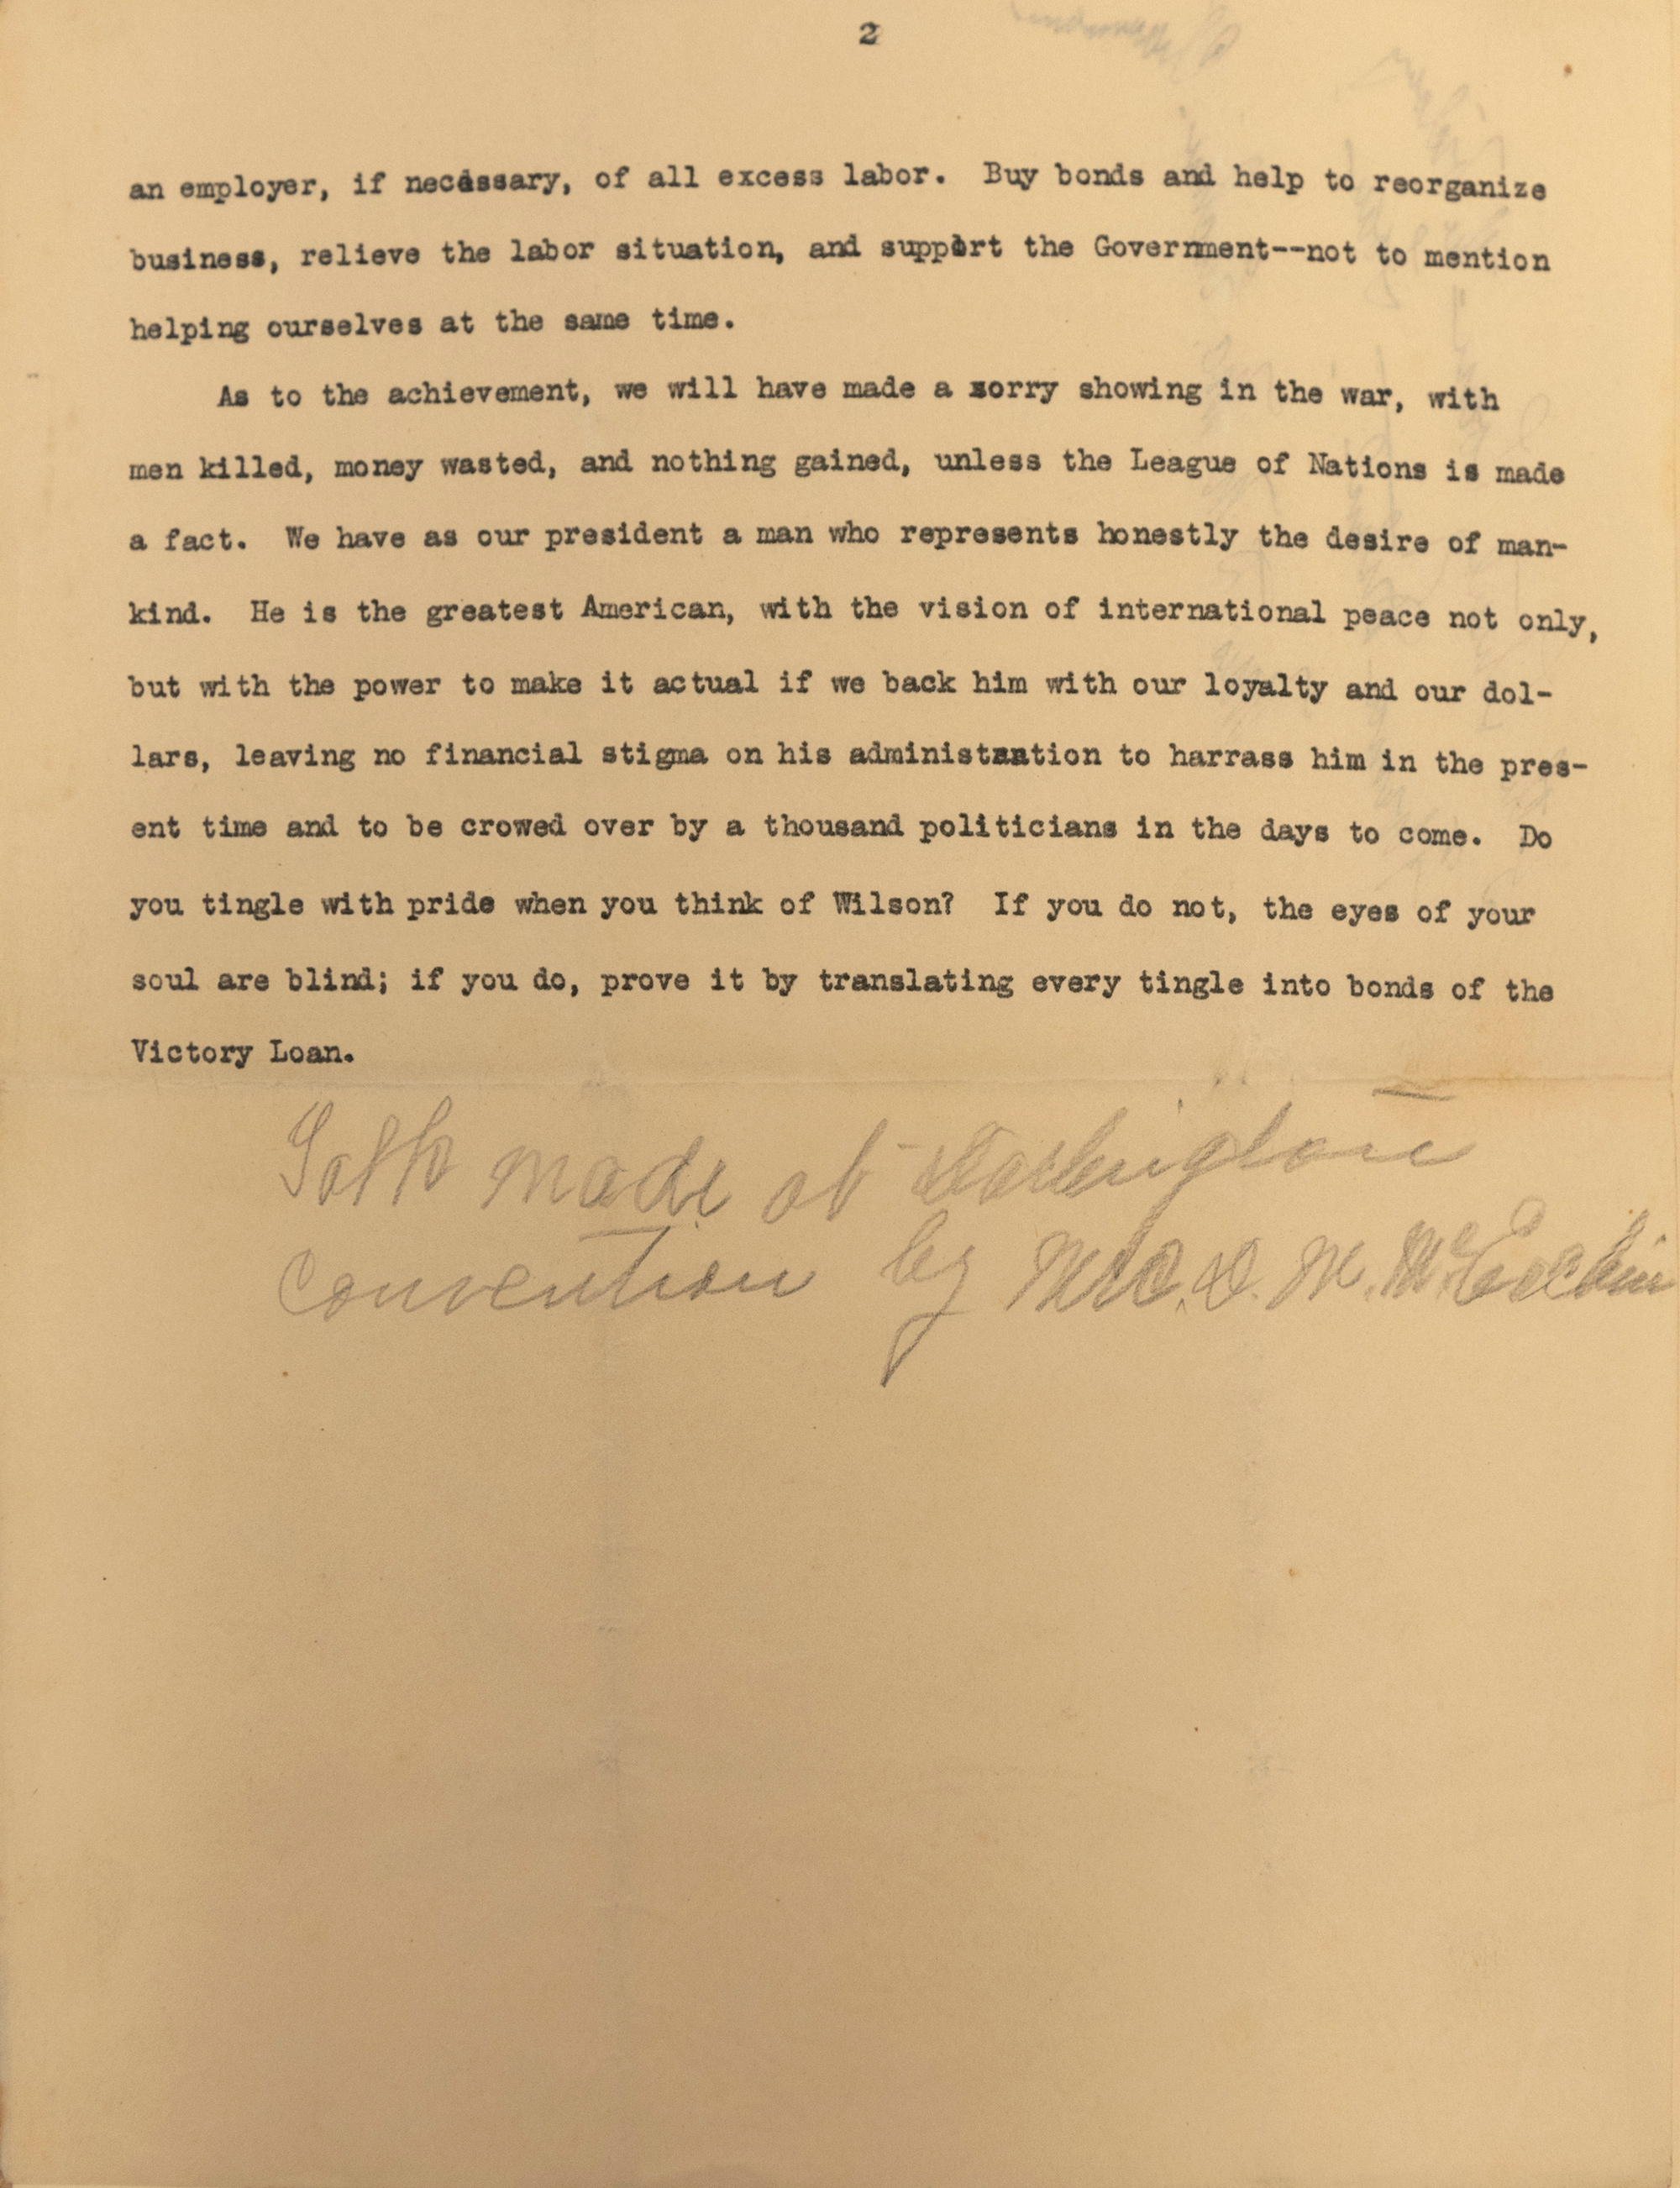 2
an employer, if necessary, of all excess labor. Buy bonds and help to reorganize
business, relieve the labor situation, and support the Government--not to mention
helping ourselves at the same time.
As to the achievement, we will have made a sorry showing in the war, with
men killed, money wasted, and nothing gained, unless the League of Nations is made
a fact. We have as our president a man who represents honestly the desire of man-
kind. He is the greatest American, with the vision of international peace not only,
but with the power to make it actual if we back him with our loyalty and our dol-
lars, leaving no financial stigma on his administration to harrass him in the pres-
ent time and to be crowed over by a thousand politicians in the days to come. Do
you tingle with pride when you think of Wilson? If you do not, the eyes of your
soul are blind; if you do, prove it by translating every tingle into bonds of the
Victory Loan.
Talk made at Darlington
Convention by Mrs. D. M. McEachin